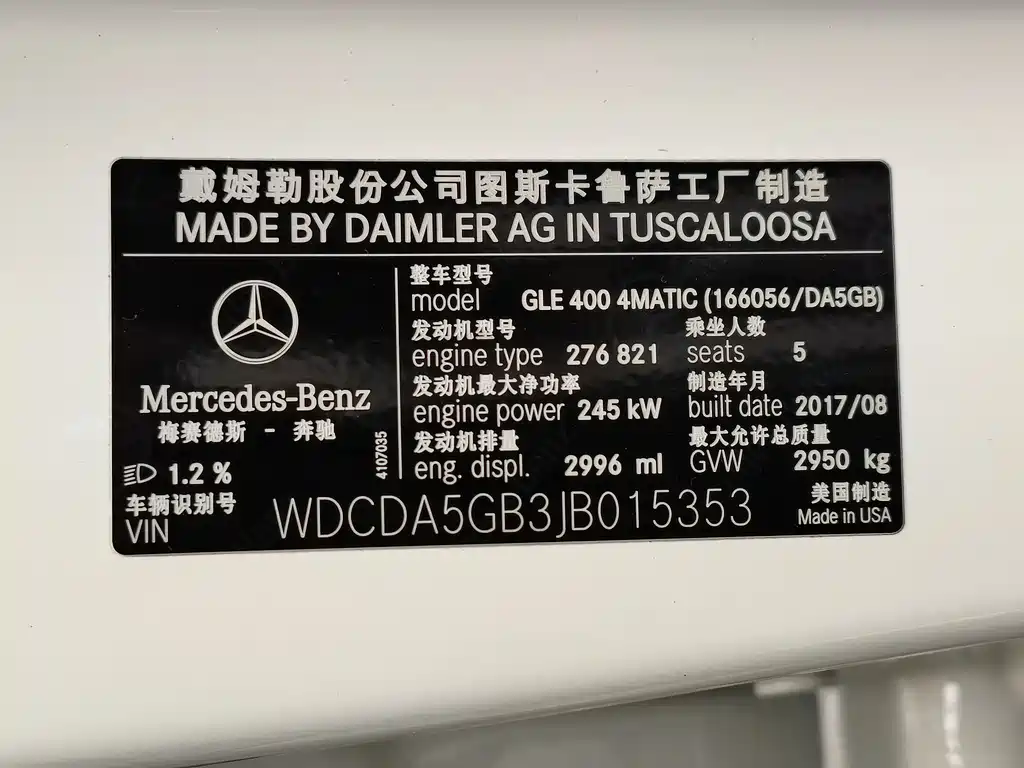 戴姆勒股份公司图斯卡鲁萨工厂制造
MADE BY DAIMLER AG IN TUSCALOOSA
Mercedes-Benz
梅赛德斯 - 奔驰
1.2 %
4107035
整车型号
model GLE 400 4MATIC (166056/DA5GB)
发动机型号 乘坐人数
engine type 276 821 seats 5
发动机最大净功率 制造年月
engine power 245 kW built date 2017/08
发动机排量 最大允许总质量
eng. displ. 2996 ml GVW 2950 kg
车辆识别号 美国制造
VIN WDCDA5GB3JB015353 Made in USA